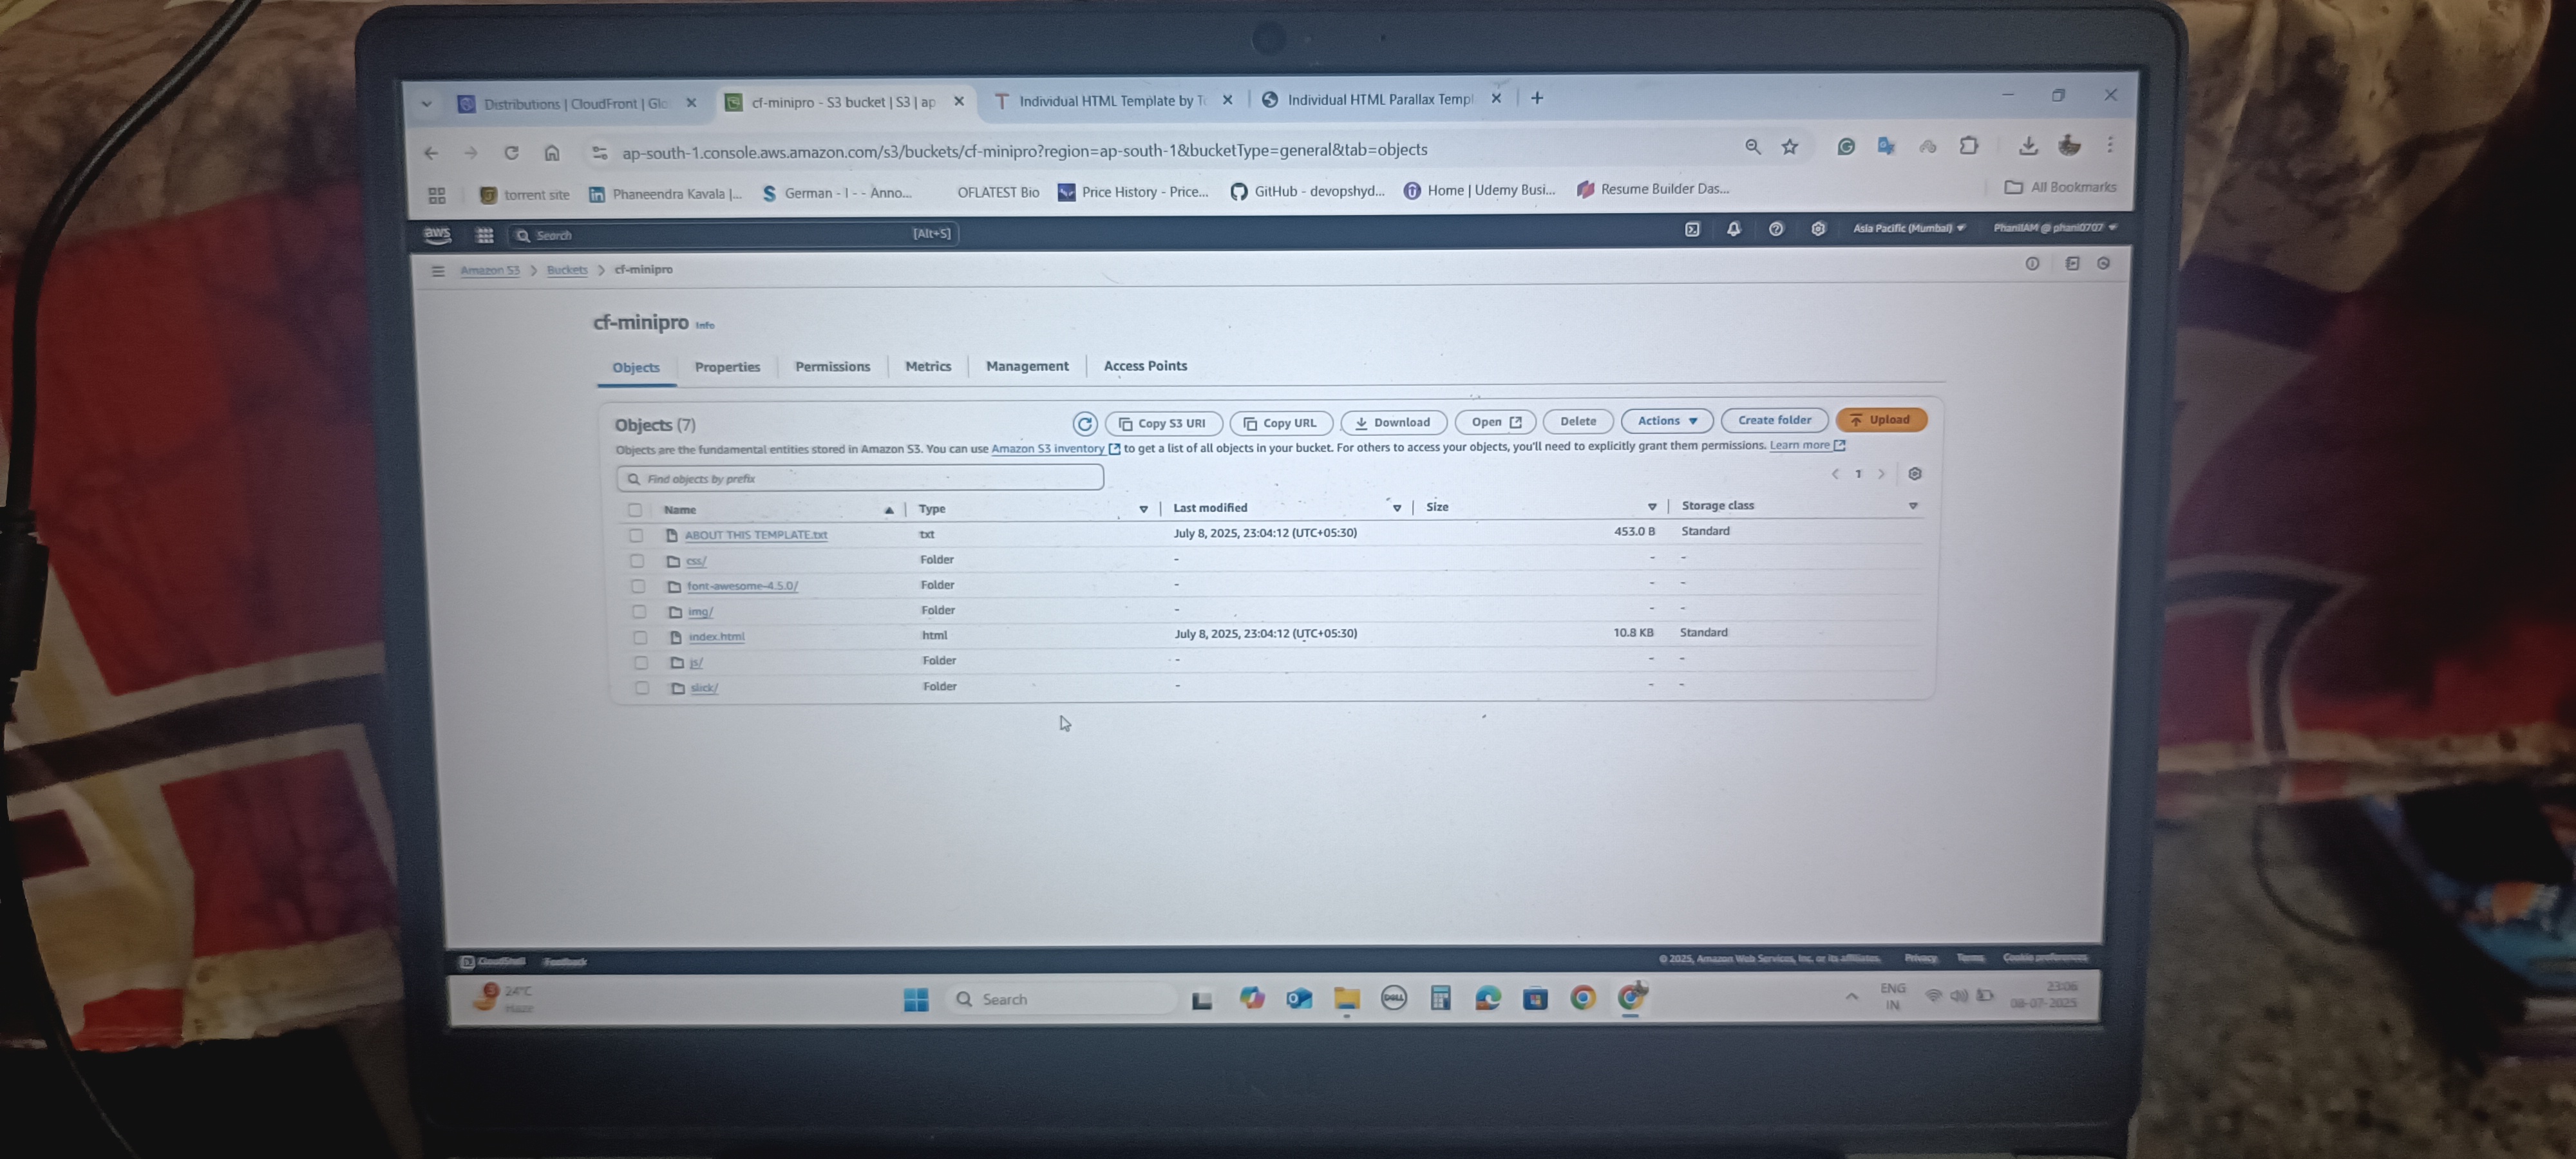 Distributions | CloudFront | Glo
cf-minipro - S3 bucket | S3 | ap
Individual HTML Template by To
Individual HTML Parallax Templ
ap-south-1.console.aws.amazon.com/s3/buckets/cf-minipro?region=ap-south-1&bucketType=general&tab=objects
torrent site
Phaneendra Kavala |...
German - I - - Anno...
OFLATEST Bio
Price History - Price...
GitHub - devopshyd...
Home | Udemy Busi...
Resume Builder Das...
All Bookmarks
aws
Search
[Alt+S]
Asia Pacific (Mumbai)
PhaniIAM @ phani0707
Amazon S3 > Buckets > cf-minipro
cf-minipro Info
Objects Properties Permissions Metrics Management Access Points
Objects (7)
Copy S3 URI Copy URL Download Open Delete Actions Create folder Upload
Objects are the fundamental entities stored in Amazon S3. You can use Amazon S3 inventory to get a list of all objects in your bucket. For others to access your objects, you'll need to explicitly grant them permissions. Learn more
Find objects by prefix
1
Name Type Last modified Size Storage class
ABOUT THIS TEMPLATE.txt txt July 8, 2025, 23:04:12 (UTC+05:30) 453.0 B Standard
css/ Folder - - -
font-awesome-4.5.0/ Folder - - -
img/ Folder - - -
index.html html July 8, 2025, 23:04:12 (UTC+05:30) 10.8 KB Standard
js/ Folder - - -
slick/ Folder - - -
CloudShell Feedback
© 2025, Amazon Web Services, Inc. or its affiliates. Privacy Terms Cookie preferences
24°C
Haze
Search
DELL
ENG
IN
23:06
08-07-2025